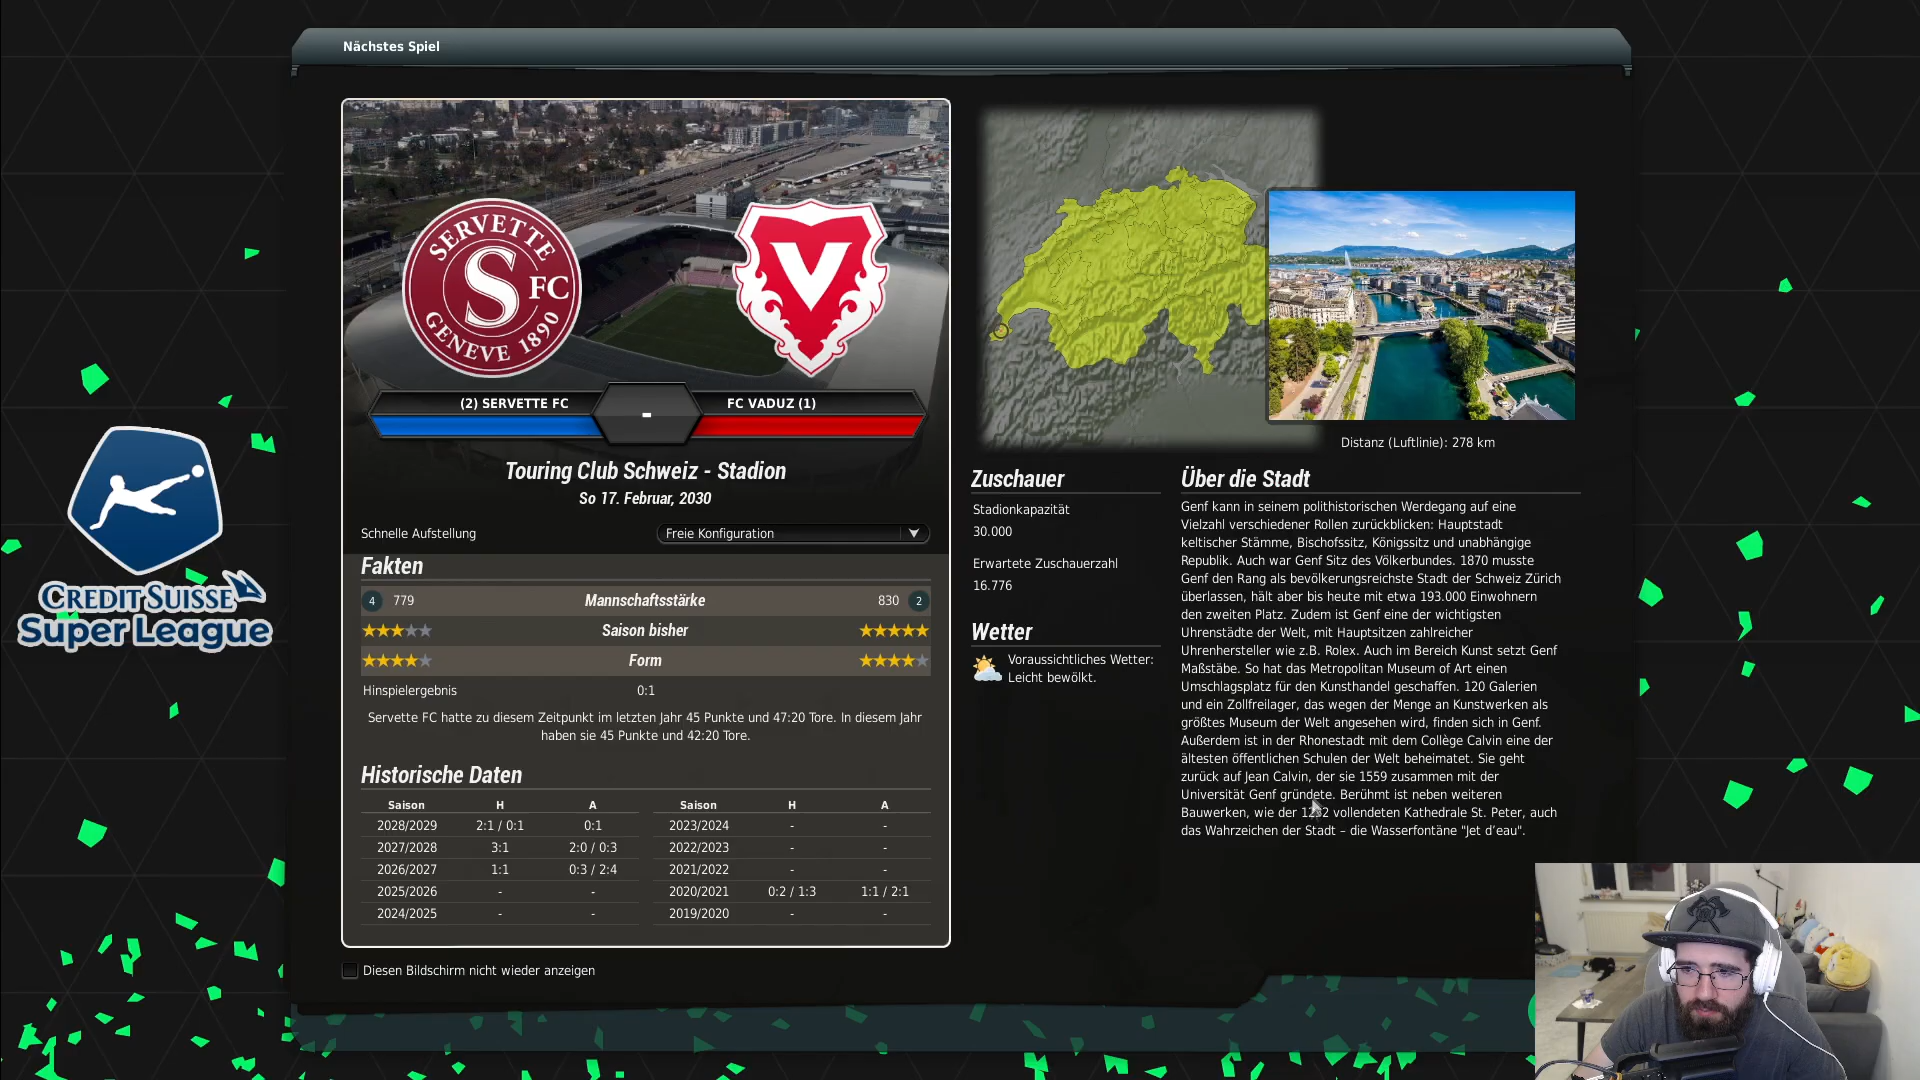 Nächstes Spiel
SERVETTE
S FC
GENEVE 1890
V
(2) SERVETTE FC - FC VADUZ (1)
Touring Club Schweiz - Stadion
So 17. Februar, 2030
Schnelle Aufstellung Freie Konfiguration
Fakten
4 779 Mannschaftsstärke 830 2
Saison bisher
Form
Hinspielergebnis 0:1
Servette FC hatte zu diesem Zeitpunkt im letzten Jahr 45 Punkte und 47:20 Tore. In diesem Jahr
haben sie 45 Punkte und 42:20 Tore.
Historische Daten
Saison H A Saison H A
2028/2029 2:1 / 0:1 0:1 2023/2024 - -
2027/2028 3:1 2:0 / 0:3 2022/2023 - -
2026/2027 1:1 0:3 / 2:4 2021/2022 - -
2025/2026 - - 2020/2021 0:2 / 1:3 1:1 / 2:1
2024/2025 - - 2019/2020 - -
Diesen Bildschirm nicht wieder anzeigen
CREDIT SUISSE
Super League
Distanz (Luftlinie): 278 km
Zuschauer
Stadionkapazität
30.000
Erwartete Zuschauerzahl
16.776
Wetter
Voraussichtliches Wetter:
Leicht bewölkt.
Über die Stadt
Genf kann in seinem polithistorischen Werdegang auf eine
Vielzahl verschiedener Rollen zurückblicken: Hauptstadt
keltischer Stämme, Bischofssitz, Königssitz und unabhängige
Republik. Auch war Genf Sitz des Völkerbundes. 1870 musste
Genf den Rang als bevölkerungsreichste Stadt der Schweiz Zürich
überlassen, hält aber bis heute mit etwa 193.000 Einwohnern
den zweiten Platz. Zudem ist Genf eine der wichtigsten
Uhrenstädte der Welt, mit Hauptsitzen zahlreicher
Uhrenhersteller wie z.B. Rolex. Auch im Bereich Kunst setzt Genf
Maßstäbe. So hat das Metropolitan Museum of Art einen
Umschlagsplatz für den Kunsthandel geschaffen. 120 Galerien
und ein Zollfreilager, das wegen der Menge an Kunstwerken als
größtes Museum der Welt angesehen wird, finden sich in Genf.
Außerdem ist in der Rhonestadt mit dem Collège Calvin eine der
ältesten öffentlichen Schulen der Welt beheimatet. Sie geht
zurück auf Jean Calvin, der sie 1559 zusammen mit der
Universität Genf gründete. Berühmt ist neben weiteren
Bauwerken, wie der 1232 vollendeten Kathedrale St. Peter, auch
das Wahrzeichen der Stadt – die Wasserfontäne "Jet d’eau".